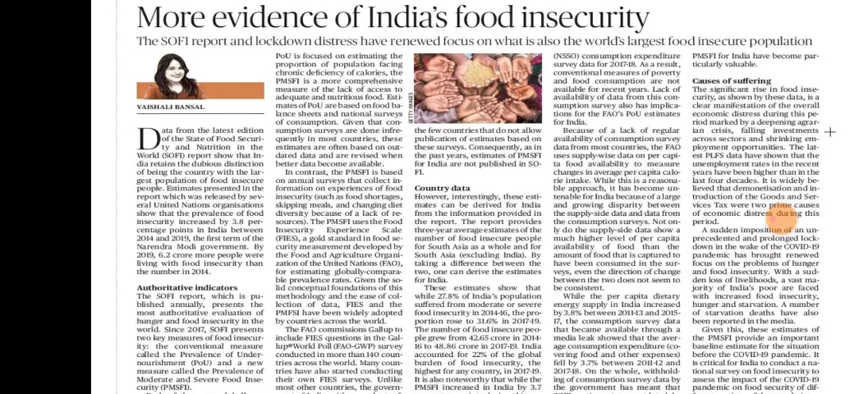 More evidence of India's food insecurity
The SOFI report and lockdown distress have renewed focus on what is also the world's largest food insecure population
VAISHALI BANSAL
Data from the latest edition
of the State of Food Securi-
ty and Nutrition in the
World (SOFI) report show that In-
dia retains the dubious distinction
of being the country with the lar-
gest population of food insecure
people. Estimates presented in the
report which was released by sev-
eral United Nations organisations
show that the prevalence of food
insecurity increased by 3.8 per-
centage points in India between
2014 and 2019, the first term of the
Narendra Modi government. By
2019, 6.2 crore more people were
living with food insecurity than
the number in 2014.
Authoritative indicators
The SOFI report, which is pu-
blished annually, presents the
most authoritative evaluation of
hunger and food insecurity in the
world. Since 2017, SOFI presents
two key measures of food insecur-
ity: the conventional measure
called the Prevalence of Under-
nourishment (PoU) and a new
measure called the Prevalence of
Moderate and Severe Food Inse-
curity (PMSFI).
PoU is focused on estimating the
proportion of population facing
chronic deficiency of calories, the
PMSFI is a more comprehensive
measure of the lack of access to
adequate and nutritious food. Esti-
mates of PoU are based on food ba-
lance sheets and national surveys
of consumption. Given that con-
sumption surveys are done infre-
quently in most countries, these
estimates are often based on out-
dated data and are revised when
better data become available.
In contrast, the PMSFI is based
on annual surveys that collect in-
formation on experiences of food
insecurity (such as food shortages,
skipping meals, and changing diet
diversity because of a lack of re-
sources). The PMSFI uses the Food
Insecurity Experience Scale
(FIES), a gold standard in food se-
curity measurement developed by
the Food and Agriculture Organi-
zation of the United Nations (FAO),
for estimating globally-compara-
ble prevalence rates. Given the so-
lid conceptual foundations of this
methodology and the ease of col-
lection of data, FIES and the
PMSFI have been widely adopted
by countries across the world.
The FAO commissions Gallup to
include FIES questions in the Gal-
lup® World Poll (FAO-GWP) survey
conducted in more than 140 coun-
tries across the world. Many coun-
tries have also started conducting
their own FIES surveys. Unlike
most other countries, the govern-
GETTY IMAGES
the few countries that do not allow
publication of estimates based on
these surveys. Consequently, as in
the past years, estimates of PMSFI
for India are not published in SO-
FI.
Country data
However, interestingly, these esti-
mates can be derived for India
from the information provided in
the report. The report provides
three-year average estimates of the
number of food insecure people
for South Asia as a whole and for
South Asia (excluding India). By
taking a difference between the
two, one can derive the estimates
for India.
These estimates show that
while 27.8% of India's population
suffered from moderate or severe
food insecurity in 2014-16, the pro-
portion rose to 31.6% in 2017-19.
The number of food insecure peo-
ple grew from 42.65 crore in 2014-
16 to 48.86 crore in 2017-19. India
accounted for 22% of the global
burden of food insecurity, the
highest for any country, in 2017-19.
It is also noteworthy that while the
PMSFI increased in India by 3.7
(NSSO) consumption expenditure
survey data for 2017-18. As a result,
conventional measures of poverty
and food consumption are not
available for recent years. Lack of
availability of data from this con-
sumption survey also has implica-
tions for the FAO's PoU estimates
for India.
Because of a lack of regular
availability of consumption survey
data from most countries, the FAO
uses supply-wise data on per capi-
ta food availability to measure
changes in average per capita calo-
rie intake. While this is a reasona-
ble approach, it has become un-
tenable for India because of a large
and growing disparity between
the supply-side data and data from
the consumption surveys. Not on-
ly do the supply-side data show a
much higher level of per capita
availability of food than the
amount of food that is captured to
have been consumed in the sur-
veys, even the direction of change
between the two does not seem to
be consistent.
While the per capita dietary
energy supply in India increased
by 3.8% between 2011-13 and 2015-
17, the consumption survey data
that became available through a
media leak showed that the aver-
age consumption expenditure (co-
vering food and other expenses)
fell by 3.7% between 2011-12 and
2017-18. On the whole, withhold-
ing of consumption survey data by
the government has meant that
PMSFI for India have become par-
ticularly valuable.
Causes of suffering
The significant rise in food inse-
curity, as shown by these data, is a
clear manifestation of the overall
economic distress during this pe-
riod marked by a deepening agrar-
ian crisis, falling investments
across sectors and shrinking em-
ployment opportunities. The lat-
est PLFS data have shown that the
unemployment rates in the recent
years have been higher than in the
last four decades. It is widely be-
lieved that demonetisation and in-
troduction of the Goods and Ser-
vices Tax were two prime causes
of economic distress during this
period.
A sudden imposition of an un-
precedented and prolonged lock-
down in the wake of the COVID-19
pandemic has brought renewed
focus on the problems of hunger
and food insecurity. With a sud-
den loss of livelihoods, a vast ma-
jority of India's poor are faced
with increased food insecurity,
hunger and starvation. A number
of starvation deaths have also
been reported in the media.
Given this, these estimates of
the PMSFI provide an important
baseline estimate for the situation
before the COVID-19 pandemic. It
is critical for India to conduct a na-
tional survey on food insecurity to
assess the impact of the COVID-19
pandemic on food security of dif-